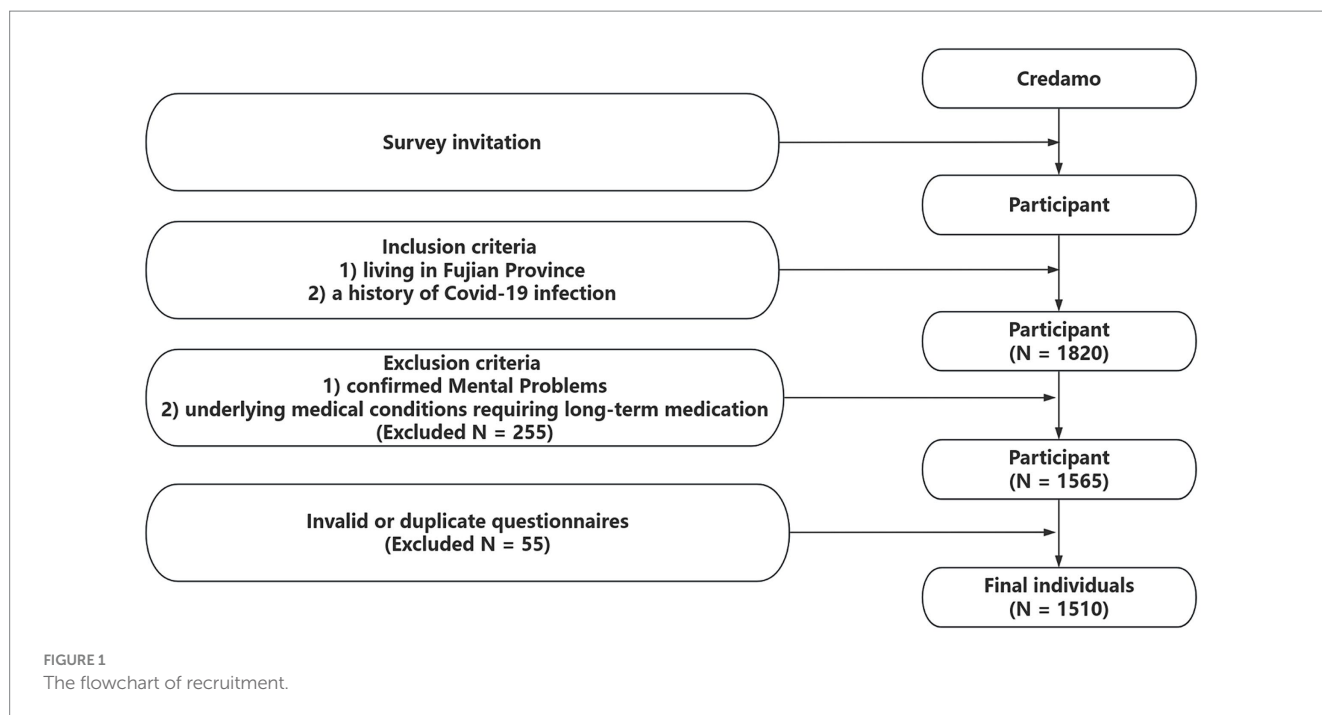 Credamo
Survey invitation
Participant
Inclusion criteria
1) living in Fujian Province
2) a history of Covid-19 infection
Participant
(N = 1820)
Exclusion criteria
1) confirmed Mental Problems
2) underlying medical conditions requiring long-term medication
(Excluded N = 255)
Participant
(N = 1565)
Invalid or duplicate questionnaires
(Excluded N = 55)
Final individuals
(N = 1510)
FIGURE 1
The flowchart of recruitment.